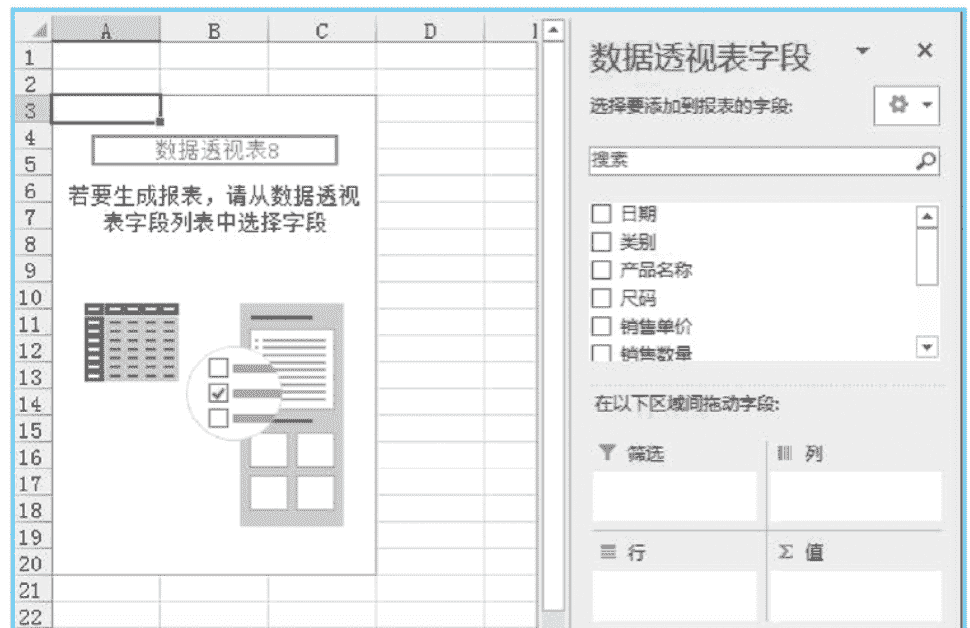 A B C D
1
2
3
4
5
6
7
8
9
10
11
12
13
14
15
16
17
18
19
20
21
22
数据透视表8
若要生成报表，请从数据透视
表字段列表中选择字段
数据透视表字段
选择要添加到报表的字段:
搜索
日期
类别
产品名称
尺码
销售单价
销售数量
在以下区域间拖动字段:
筛选
列
行
Σ 值